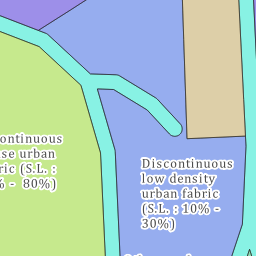 ontinuous
se urban
ric (S.L. :
% - 80%)
Discontinuous
low density
urban fabric
(S.L. : 10% -
30%)